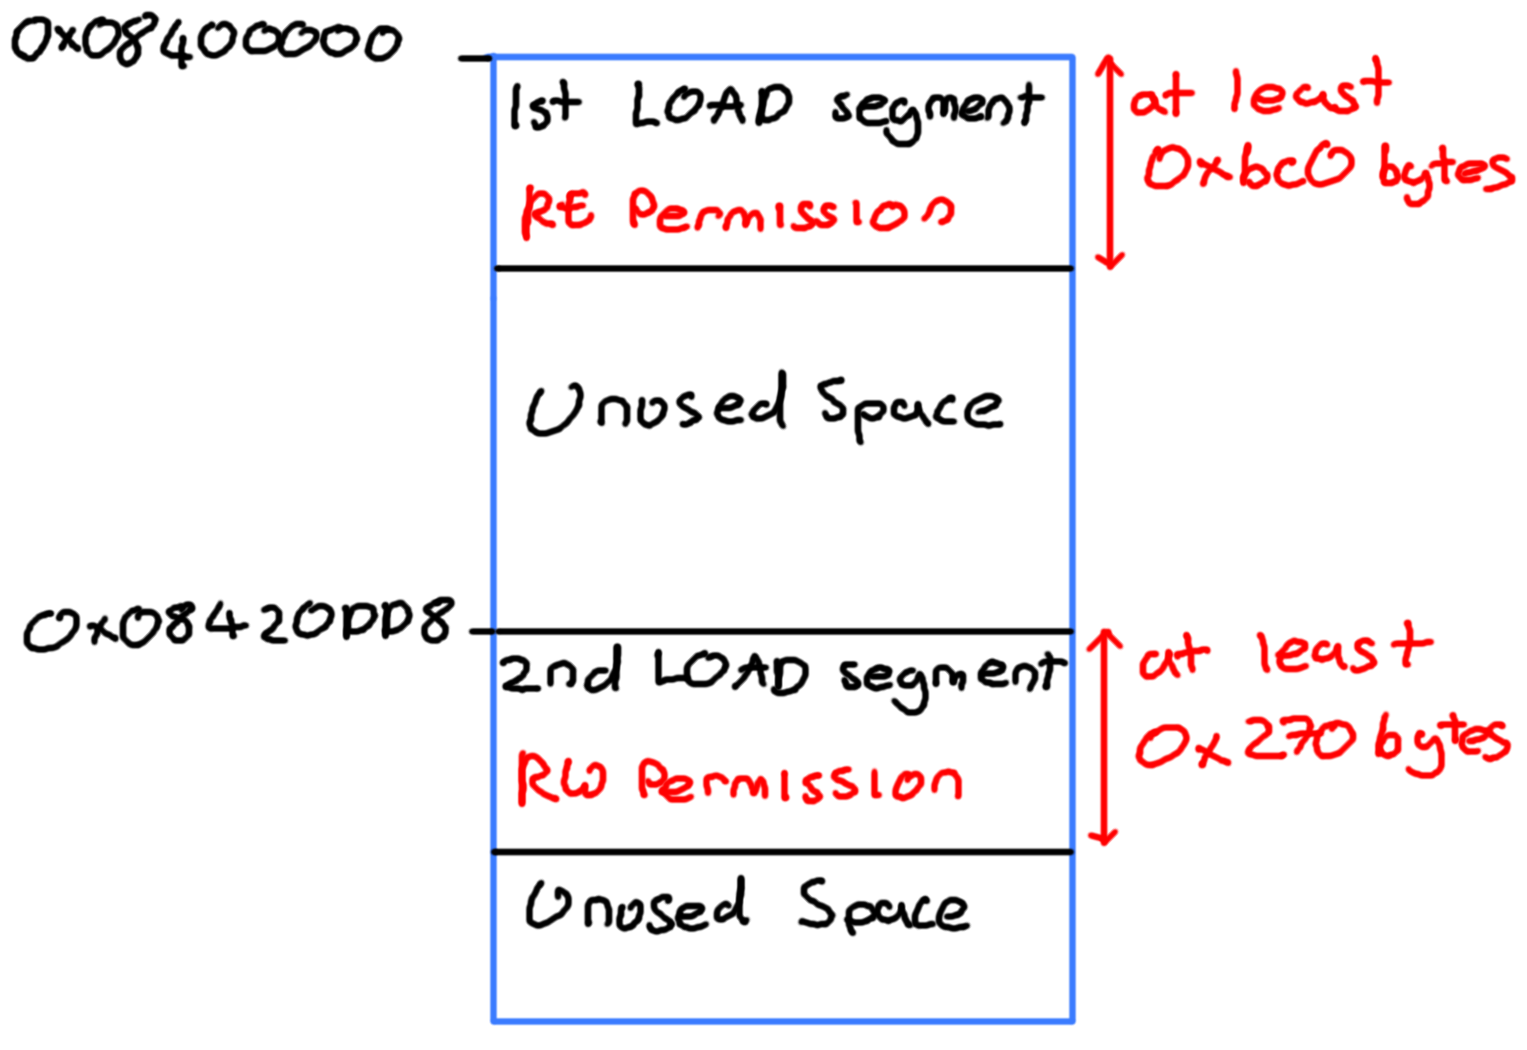 0x08400000
1st LOAD segment
RE Permission
at least
0xbc0 bytes
Unused Space
0x08420DD8
2nd LOAD segment
RW Permission
at least
0x270 bytes
Unused Space